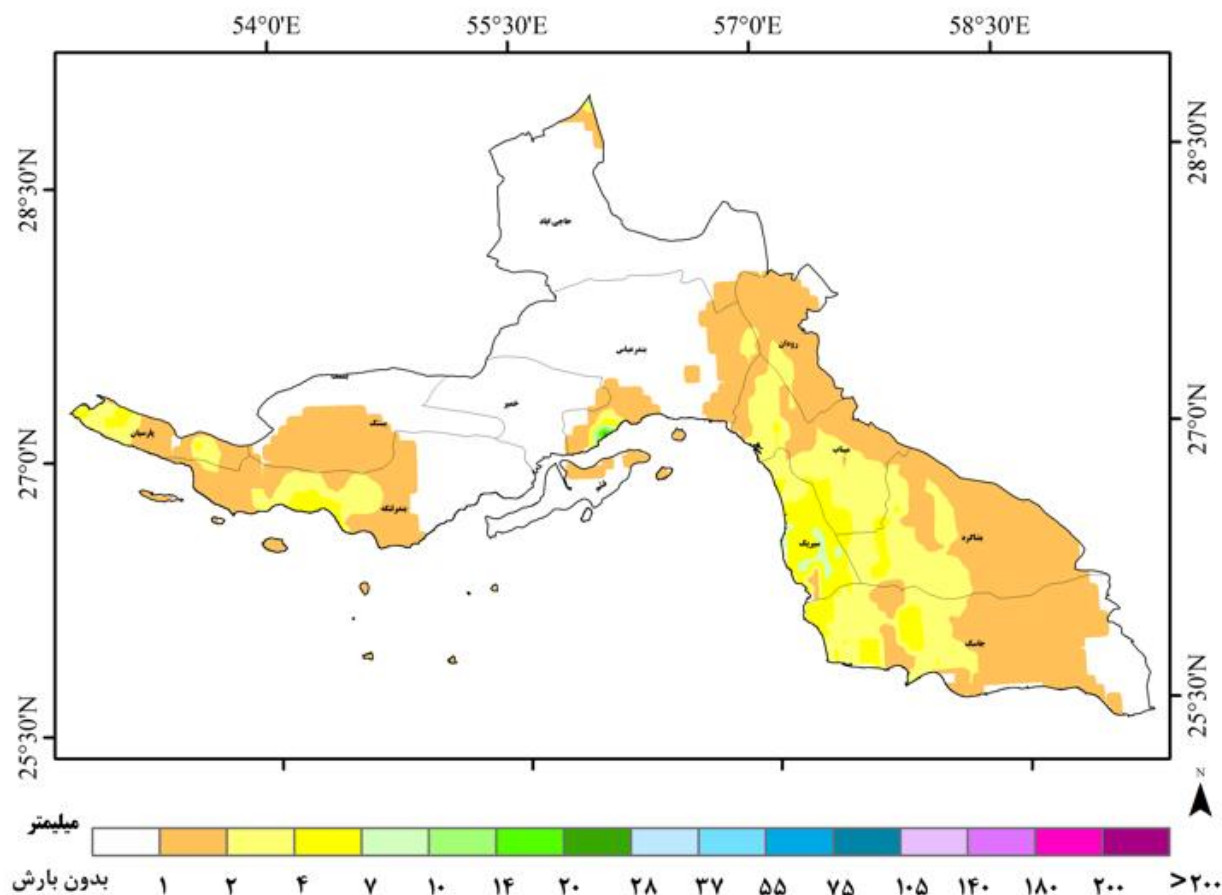 54°0'E 55°30'E 57°0'E 58°30'E
28°30'N
28°30'N
حاجی آباد
بندرعباس
رودان
بستک
خمیر
27°0'N
پارسیان
میناب
27°0'N
قشم
بندرلنگه
سیریک
بشاگرد
جاسک
25°30'N
25°30'N
N
میلیمتر
بدون بارش ۱ ۲ ۴ ۷ ۱۰ ۱۴ ۲۰ ۲۸ ۳۷ ۵۵ ۷۵ ۱۰۵ ۱۴۰ ۱۸۰ ۲۰۰ >۲۰۰